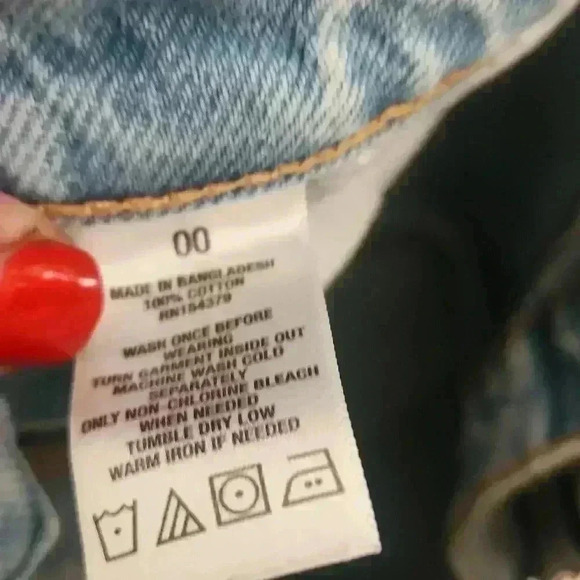 00
MADE IN BANGLADESH
100% COTTON
RN154379
WASH ONCE BEFORE
WEARING
TURN GARMENT INSIDE OUT
MACHINE WASH COLD
SEPARATELY
ONLY NON-CHLORINE BLEACH
WHEN NEEDED
TUMBLE DRY LOW
WARM IRON IF NEEDED